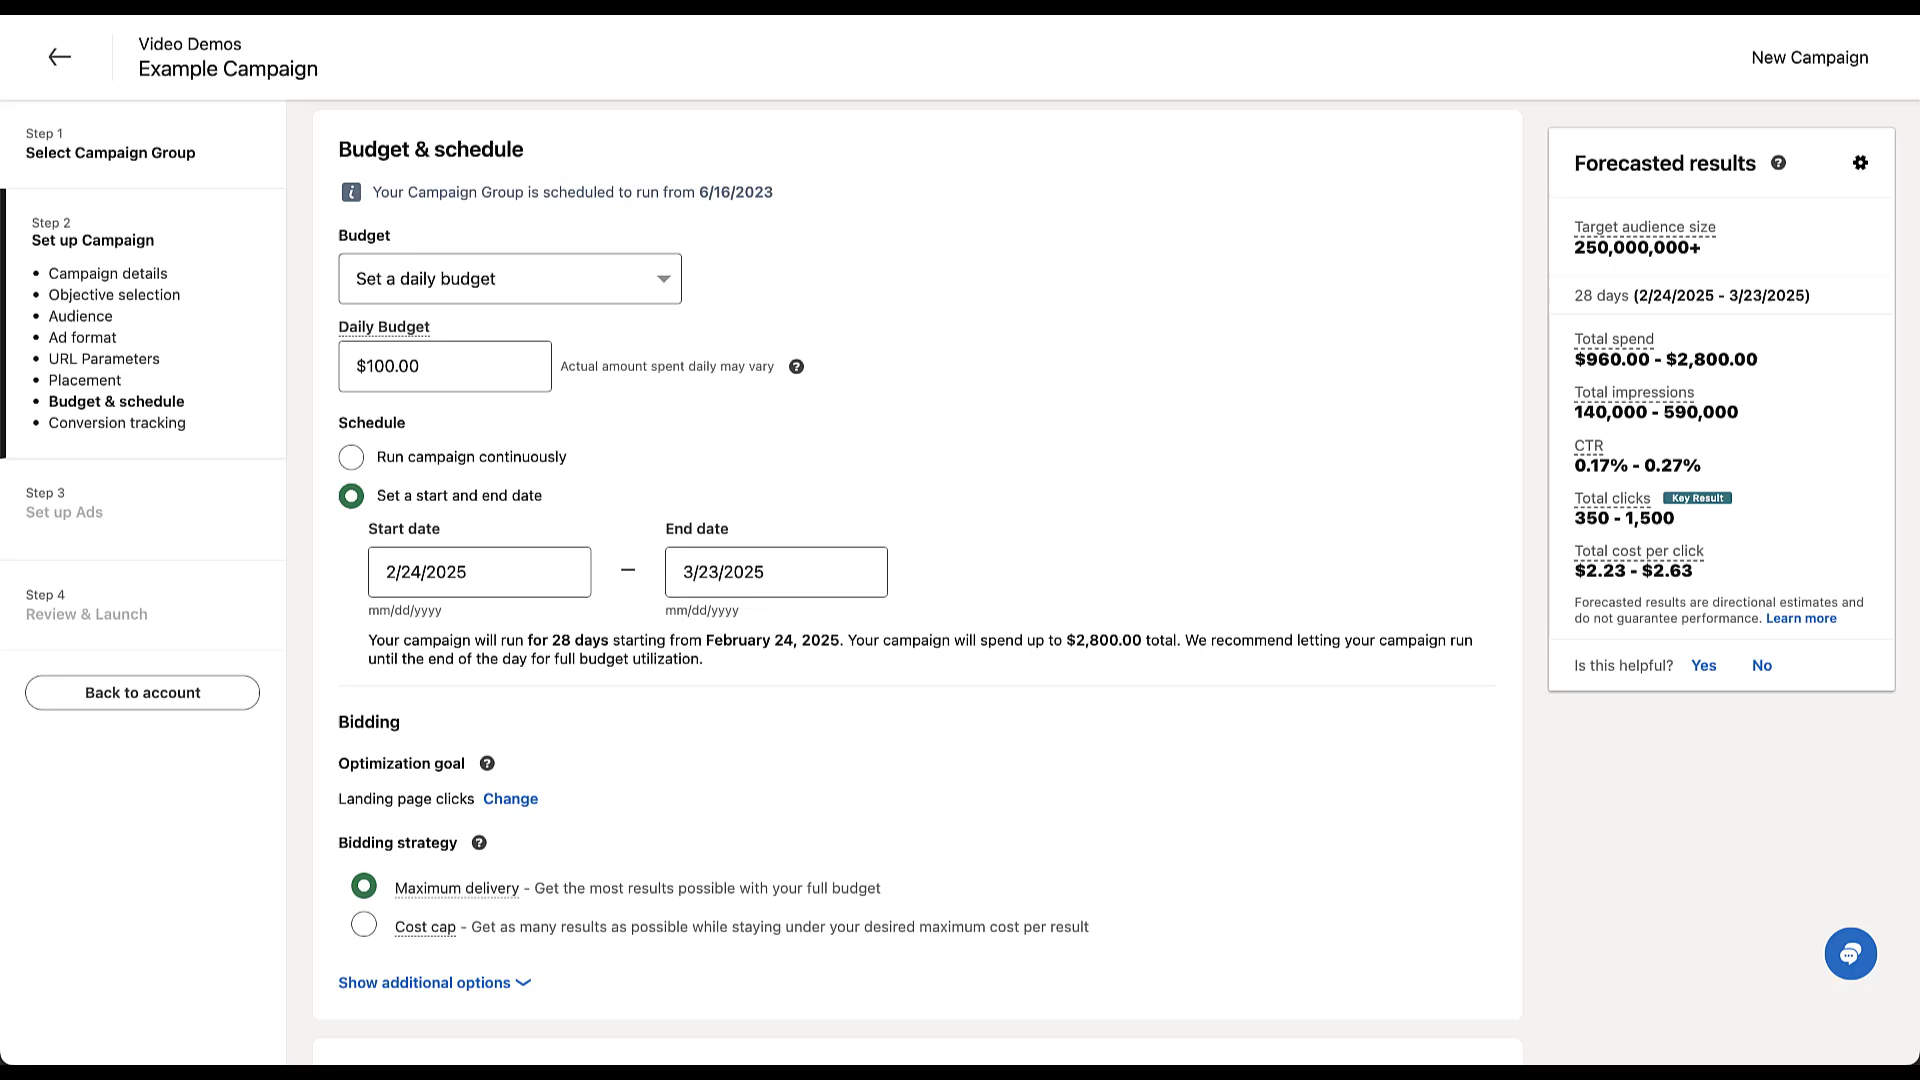 Video Demos
Example Campaign
New Campaign
Step 1
Select Campaign Group
Step 2
Set up Campaign
Campaign details
Objective selection
Audience
Ad format
URL Parameters
Placement
Budget & schedule
Conversion tracking
Step 3
Set up Ads
Step 4
Review & Launch
Back to account
Budget & schedule
Your Campaign Group is scheduled to run from 6/16/2023
Budget
Set a daily budget
Daily Budget
$100.00 Actual amount spent daily may vary
Schedule
Run campaign continuously
Set a start and end date
Start date End date
2/24/2025 – 3/23/2025
mm/dd/yyyy mm/dd/yyyy
Your campaign will run for 28 days starting from February 24, 2025. Your campaign will spend up to $2,800.00 total. We recommend letting your campaign run
until the end of the day for full budget utilization.
Bidding
Optimization goal
Landing page clicks Change
Bidding strategy
Maximum delivery - Get the most results possible with your full budget
Cost cap - Get as many results as possible while staying under your desired maximum cost per result
Show additional options
Forecasted results
Target audience size
250,000,000+
28 days (2/24/2025 - 3/23/2025)
Total spend
$960.00 - $2,800.00
Total impressions
140,000 - 590,000
CTR
0.17% - 0.27%
Total clicks Key Result
350 - 1,500
Total cost per click
$2.23 - $2.63
Forecasted results are directional estimates and
do not guarantee performance. Learn more
Is this helpful? Yes No